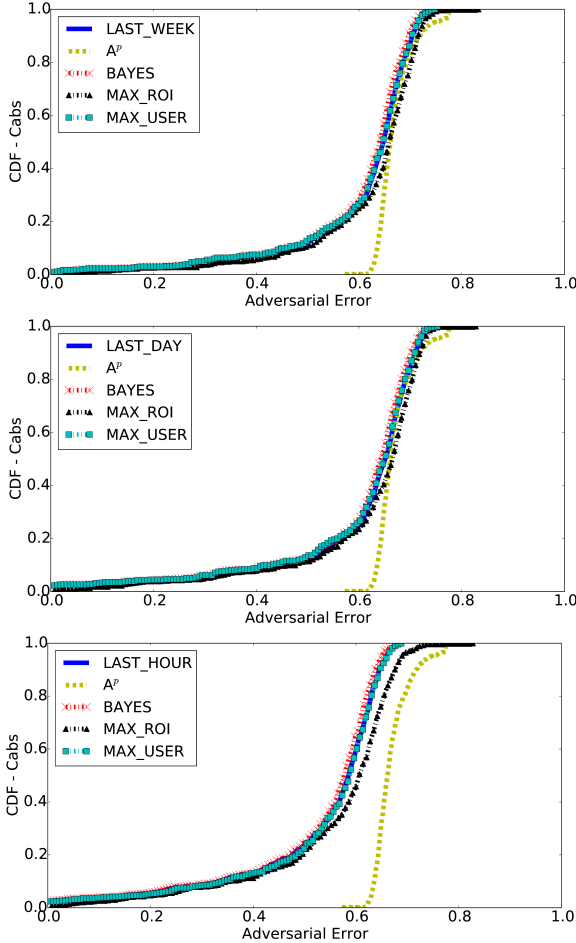 1.0
0.8
0.6
0.4
0.2
0.0
CDF - Cabs
LAST_WEEK
A^p
BAYES
MAX_ROI
MAX_USER
0.0 0.2 0.4 0.6 0.8 1.0
Adversarial Error
1.0
0.8
0.6
0.4
0.2
0.0
CDF - Cabs
LAST_DAY
A^p
BAYES
MAX_ROI
MAX_USER
0.0 0.2 0.4 0.6 0.8 1.0
Adversarial Error
1.0
0.8
0.6
0.4
0.2
0.0
CDF - Cabs
LAST_HOUR
A^p
BAYES
MAX_ROI
MAX_USER
0.0 0.2 0.4 0.6 0.8 1.0
Adversarial Error